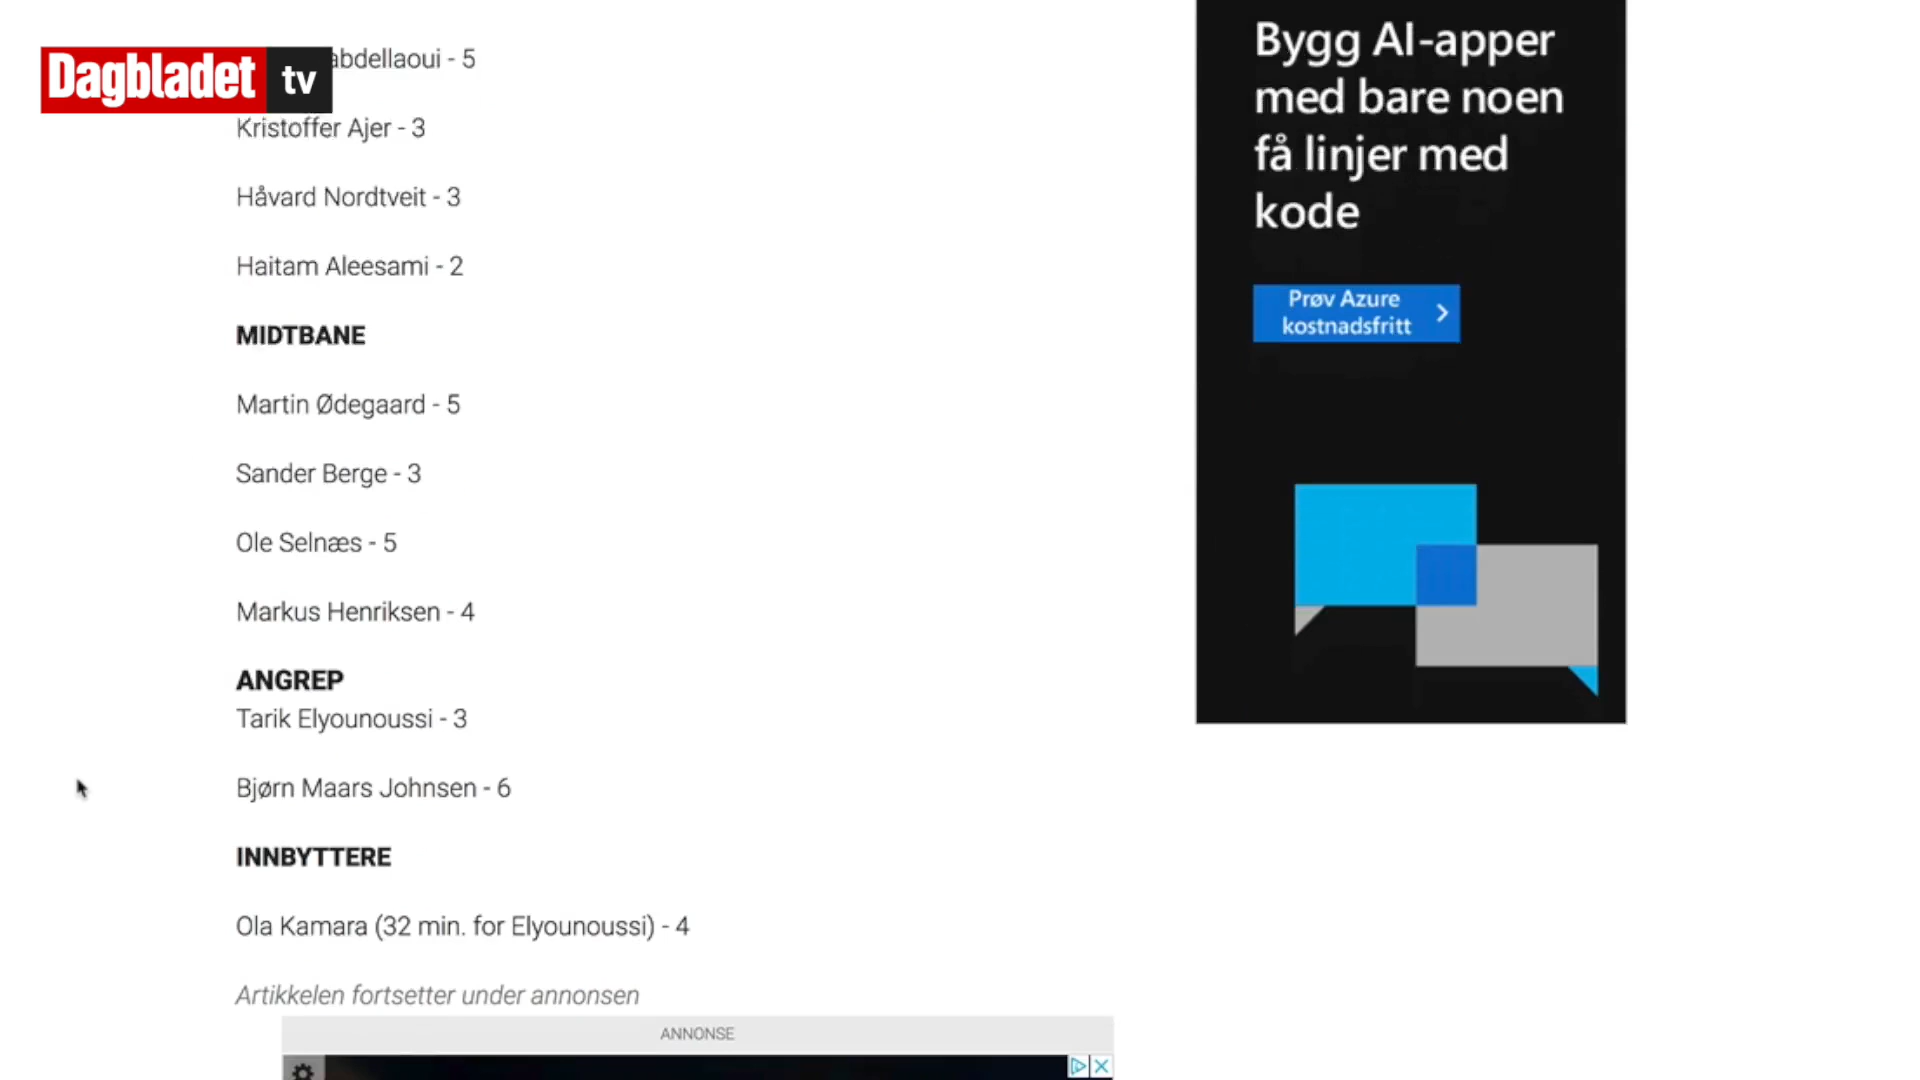 Dagbladet tv
abdellaoui - 5
Kristoffer Ajer - 3
Håvard Nordtveit - 3
Haitam Aleesami - 2
MIDTBANE
Martin Ødegaard - 5
Sander Berge - 3
Ole Selnæs - 5
Markus Henriksen - 4
ANGREP
Tarik Elyounoussi - 3
Bjørn Maars Johnsen - 6
INNBYTTERE
Ola Kamara (32 min. for Elyounoussi) - 4
Artikkelen fortsetter under annonsen
ANNONSE
Bygg AI-apper
med bare noen
få linjer med
kode
Prøv Azure
kostnadsfritt